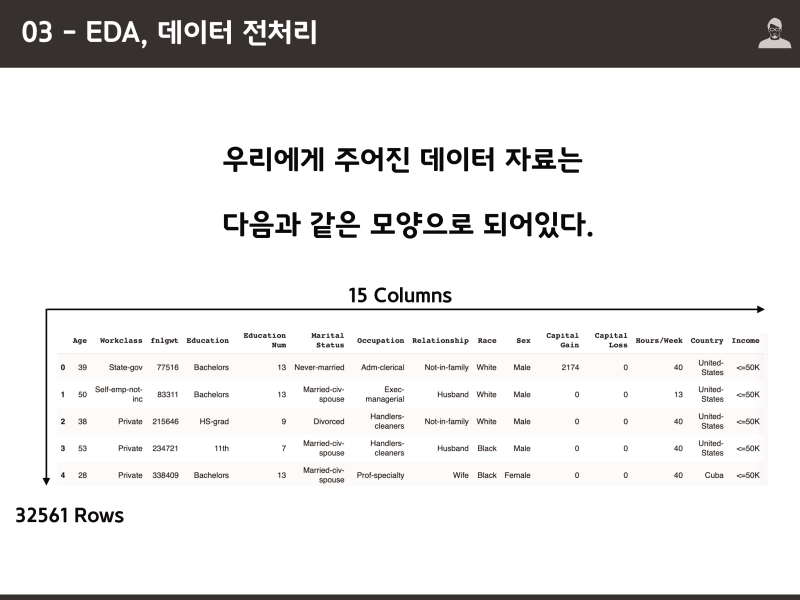 03 - EDA, 데이터 전처리
우리에게 주어진 데이터 자료는
다음과 같은 모양으로 되어있다.
15 Columns
Age Workclass fnlgwt Education Education Num Marital Status Occupation Relationship Race Sex Capital Gain Capital Loss Hours/Week Country Income
0 39 State-gov 77516 Bachelors 13 Never-married Adm-clerical Not-in-family White Male 2174 0 40 United-States <=50K
1 50 Self-emp-not-inc 83311 Bachelors 13 Married-civ-spouse Exec-managerial Husband White Male 0 0 13 United-States <=50K
2 38 Private 215646 HS-grad 9 Divorced Handlers-cleaners Not-in-family White Male 0 0 40 United-States <=50K
3 53 Private 234721 11th 7 Married-civ-spouse Handlers-cleaners Husband Black Male 0 0 40 United-States <=50K
4 28 Private 338409 Bachelors 13 Married-civ-spouse Prof-specialty Wife Black Female 0 0 40 Cuba <=50K
32561 Rows